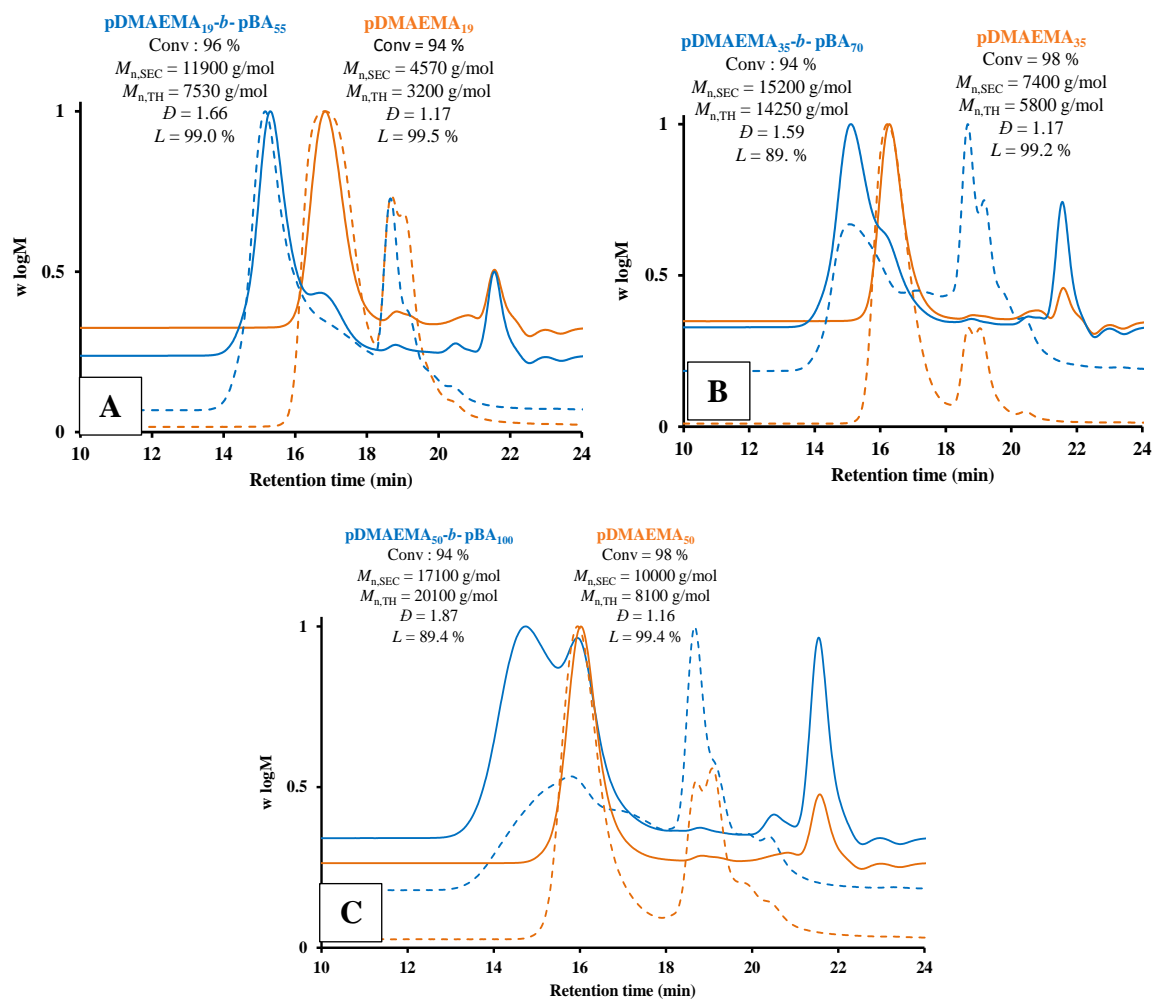 pDMAEMA19-b- pBA55
Conv : 96 %
Mn,SEC = 11900 g/mol
Mn,TH = 7530 g/mol
Đ = 1.66
L = 99.0 %
pDMAEMA19
Conv = 94 %
Mn,SEC = 4570 g/mol
Mn,TH = 3200 g/mol
Đ = 1.17
L = 99.5 %
1
0.5
0
w logM
A
10 12 14 16 18 20 22 24
Retention time (min)
pDMAEMA35-b- pBA70
Conv : 94 %
Mn,SEC = 15200 g/mol
Mn,TH = 14250 g/mol
Đ = 1.59
L = 89. %
pDMAEMA35
Conv = 98 %
Mn,SEC = 7400 g/mol
Mn,TH = 5800 g/mol
Đ = 1.17
L = 99.2 %
1
0.5
0
w logM
B
10 12 14 16 18 20 22 24
Retention time (min)
pDMAEMA50-b- pBA100
Conv : 94 %
Mn,SEC = 17100 g/mol
Mn,TH = 20100 g/mol
Đ = 1.87
L = 89.4 %
pDMAEMA50
Conv = 98 %
Mn,SEC = 10000 g/mol
Mn,TH = 8100 g/mol
Đ = 1.16
L = 99.4 %
1
0.5
0
w logM
C
10 12 14 16 18 20 22 24
Retention time (min)